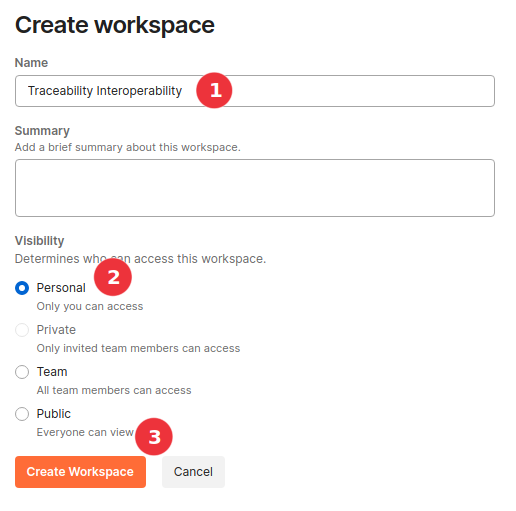 Create workspace
Name
Traceability Interoperability 1
Summary
Add a brief summary about this workspace.
Visibility
Determines who can access this workspace.
2
Personal
Only you can access
Private
Only invited team members can access
Team
All team members can access
Public
Everyone can view 3
Create Workspace Cancel